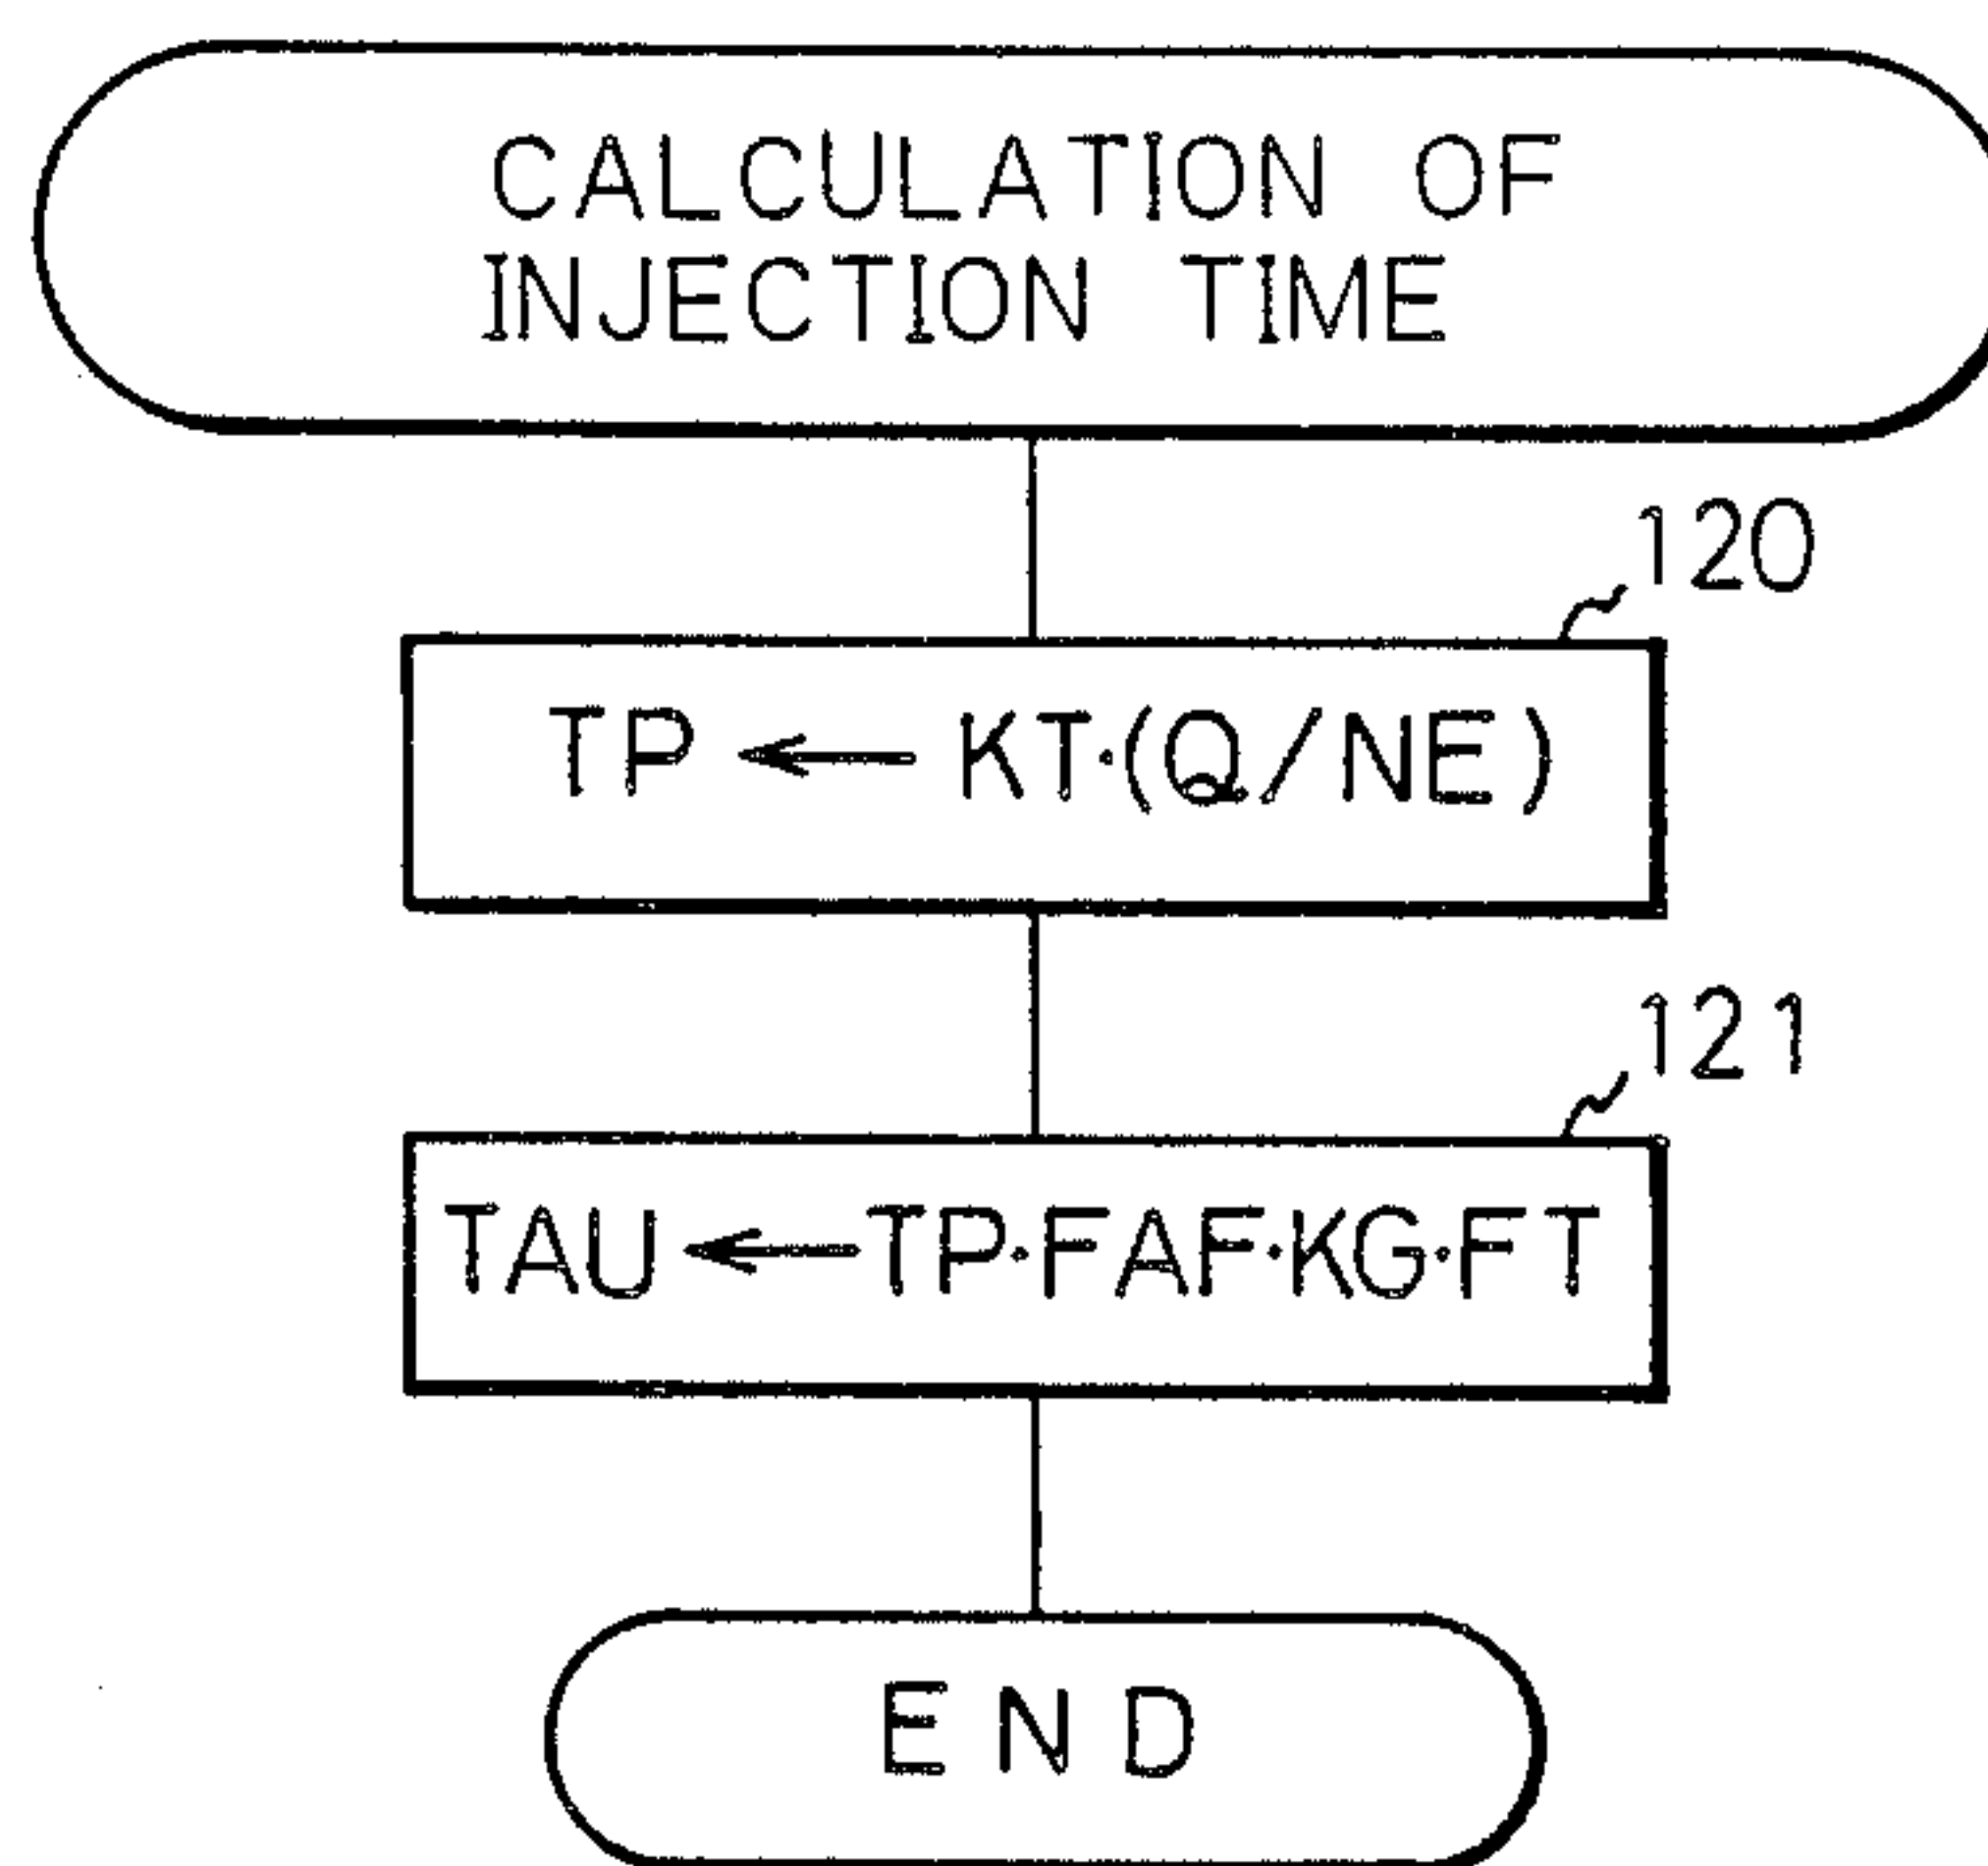 CALCULATION OF
INJECTION TIME
120
TP ← KT·(Q/NE)
121
TAU ← TP·FAF·KG·FT
END